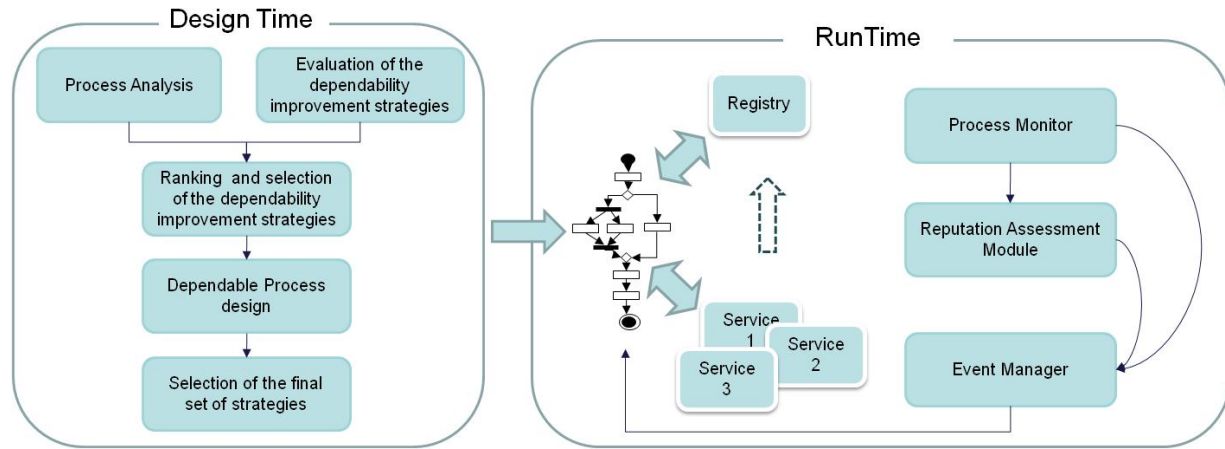 Design Time
Process Analysis
Evaluation of the
dependability
improvement strategies
Ranking and selection
of the dependability
improvement strategies
Dependable Process
design
Selection of the final
set of strategies
RunTime
Registry
Service
1
Service
2
Service
3
Process Monitor
Reputation Assessment
Module
Event Manager